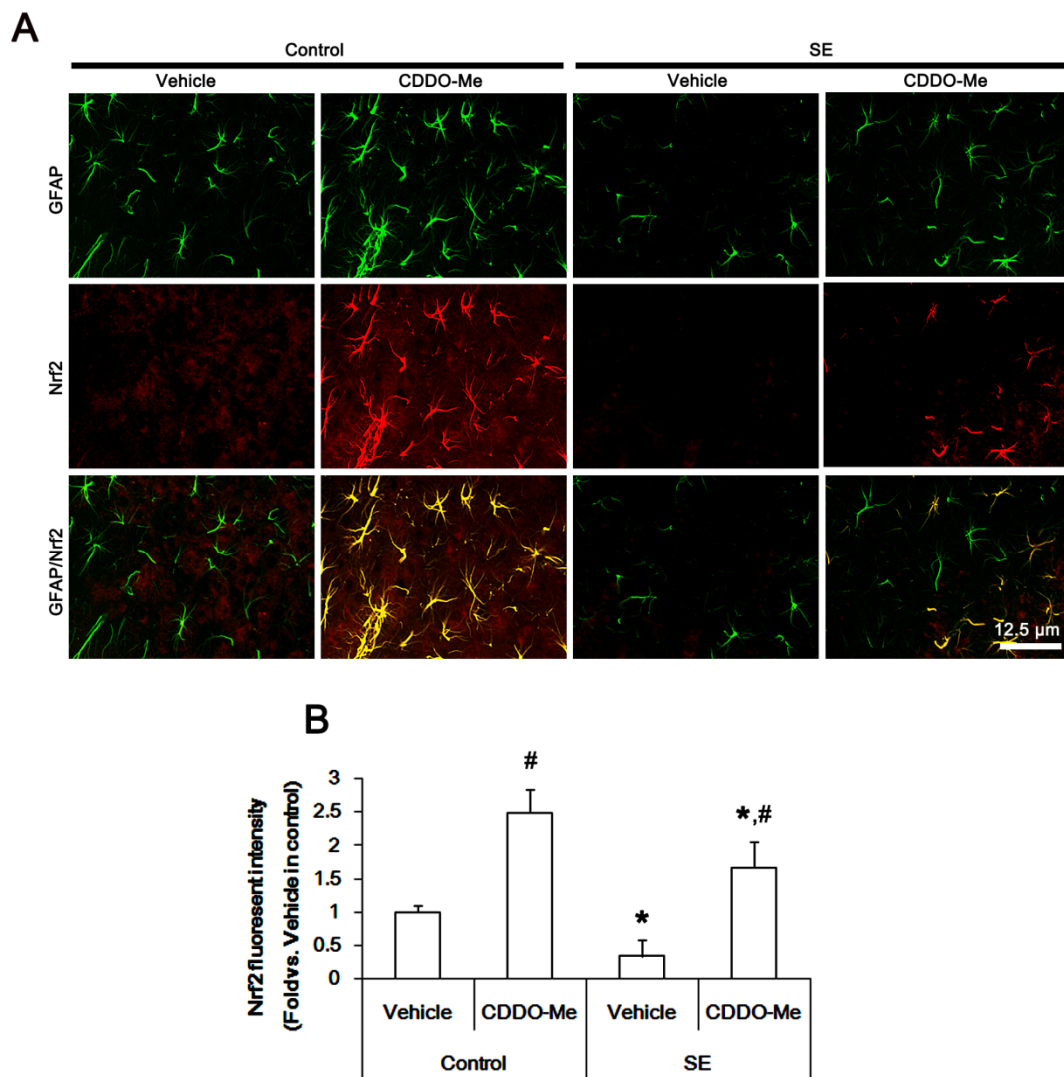 A
Control SE
Vehicle CDDO-Me Vehicle CDDO-Me
GFAP
Nrf2
GFAP/Nrf2
12.5 µm
B
Nrf2 fluoresent intensity
(Fold vs. Vehicle in control)
3
2.5
2
1.5
1
0.5
0
#
*
*,#
Vehicle CDDO-Me Vehicle CDDO-Me
Control SE